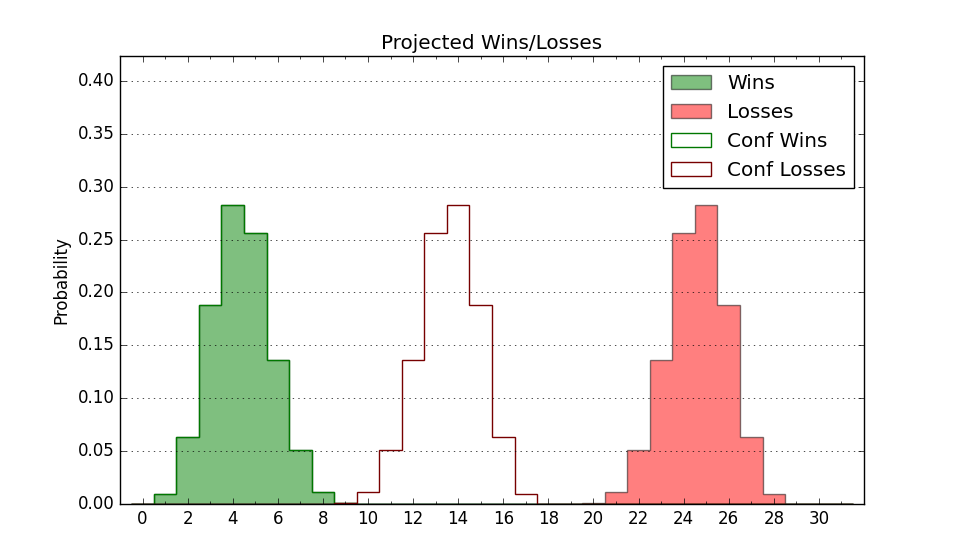 Projected Wins/Losses
Wins
Losses
Conf Wins
Conf Losses
Probability
0.40
0.35
0.30
0.25
0.20
0.15
0.10
0.05
0.00
0 2 4 6 8 10 12 14 16 18 20 22 24 26 28 30